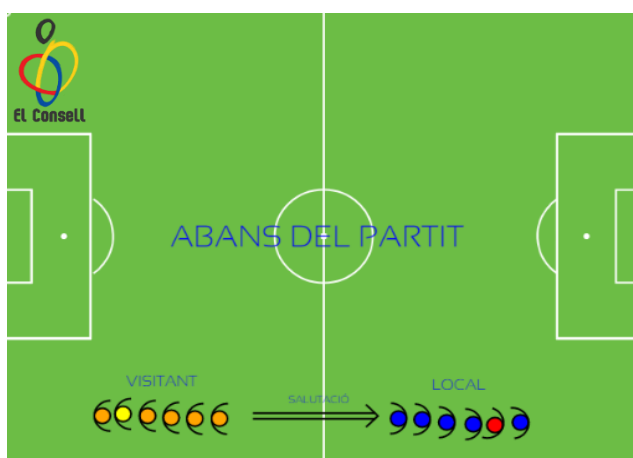 El Consell
ABANS DEL PARTIT
VISITANT
SALUTACIÓ
LOCAL